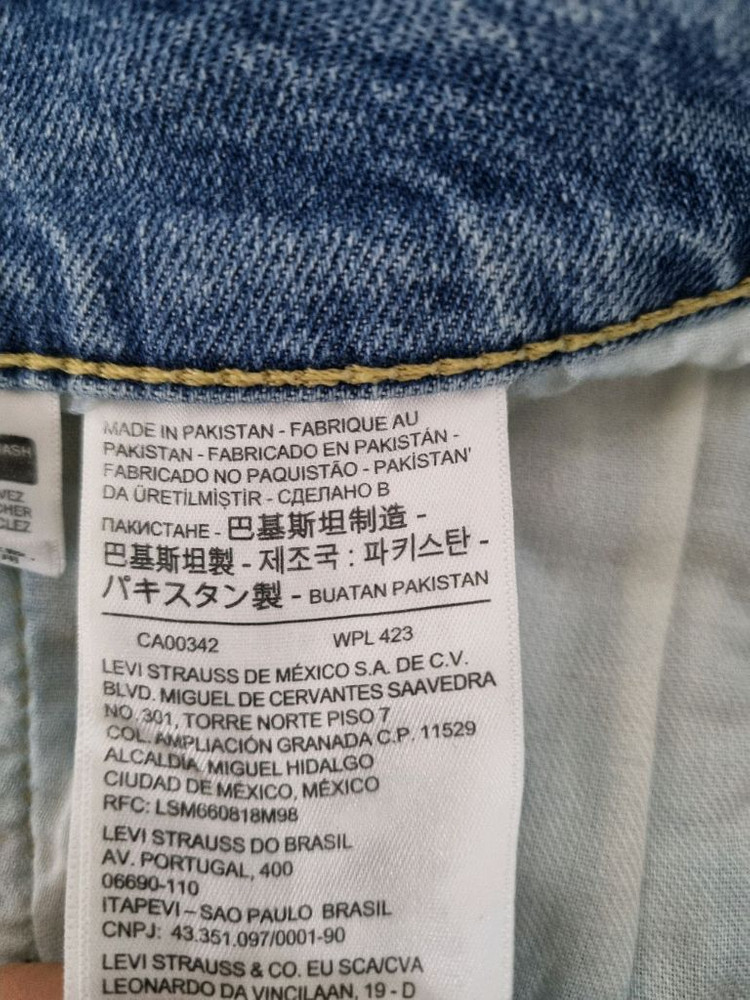 MADE IN PAKISTAN - FABRIQUE AU
PAKISTAN - FABRICADO EN PAKISTÁN -
FABRICADO NO PAQUISTÃO - PAKİSTAN'
DA ÜRETİLMİŞTİR - СДЕЛАНО В
ПАКИСТАНЕ - 巴基斯坦制造 -
巴基斯坦製 - 제조국 : 파키스탄 -
パキスタン製 - BUATAN PAKISTAN
CA00342 WPL 423
LEVI STRAUSS DE MÉXICO S.A. DE C.V.
BLVD. MIGUEL DE CERVANTES SAAVEDRA
NO. 301, TORRE NORTE PISO 7
COL. AMPLIACIÓN GRANADA C.P. 11529
ALCALDÍA. MIGUEL HIDALGO
CIUDAD DE MÉXICO, MÉXICO
RFC: LSM660818M98
LEVI STRAUSS DO BRASIL
AV. PORTUGAL, 400
06690-110
ITAPEVI – SAO PAULO BRASIL
CNPJ: 43.351.097/0001-90
LEVI STRAUSS & CO. EU SCA/CVA
LEONARDO DA VINCILAAN, 19 - D